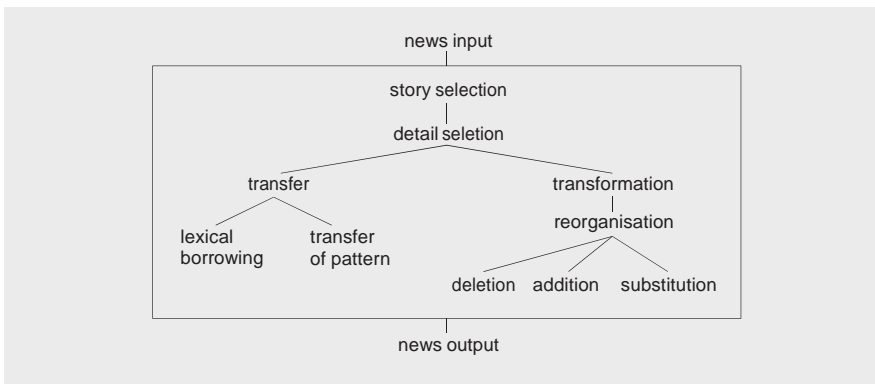 news input
story selection
detail seletion
transfer
transformation
reorganisation
lexical
borrowing
transfer
of pattern
deletion
addition
substitution
news output